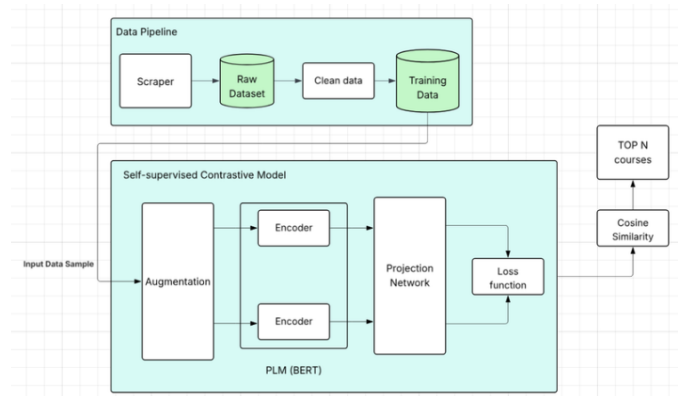 Data Pipeline
Scraper
Raw
Dataset
Clean data
Training
Data
TOP N
courses
Self-supervised Contrastive Model
Cosine
Similarity
Encoder
Input Data Sample
Augmentation
Projection
Network
Loss
function
Encoder
PLM (BERT)